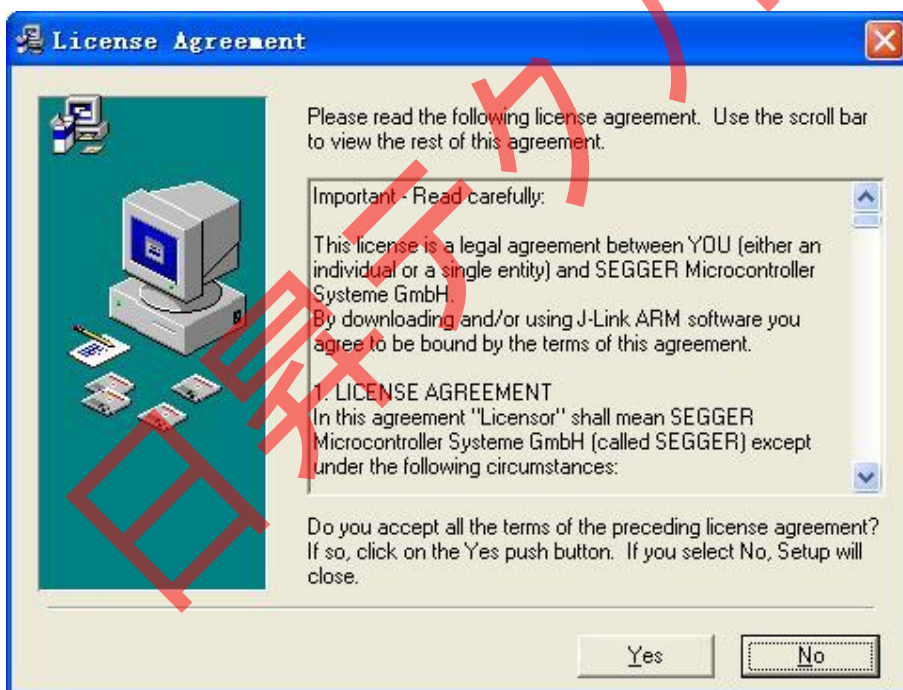 License Agreement
Please read the following license agreement. Use the scroll bar
to view the rest of this agreement.
Important - Read carefully:
This license is a legal agreement between YOU (either an
individual or a single entity) and SEGGER Microcontroller
Systeme GmbH.
By downloading and/or using J-Link ARM software you
agree to be bound by the terms of this agreement.
1. LICENSE AGREEMENT
In this agreement "Licensor" shall mean SEGGER
Microcontroller Systeme GmbH (called SEGGER) except
under the following circumstances:
Do you accept all the terms of the preceding license agreement?
If so, click on the Yes push button. If you select No, Setup will
close.
Yes
No
日昇テク